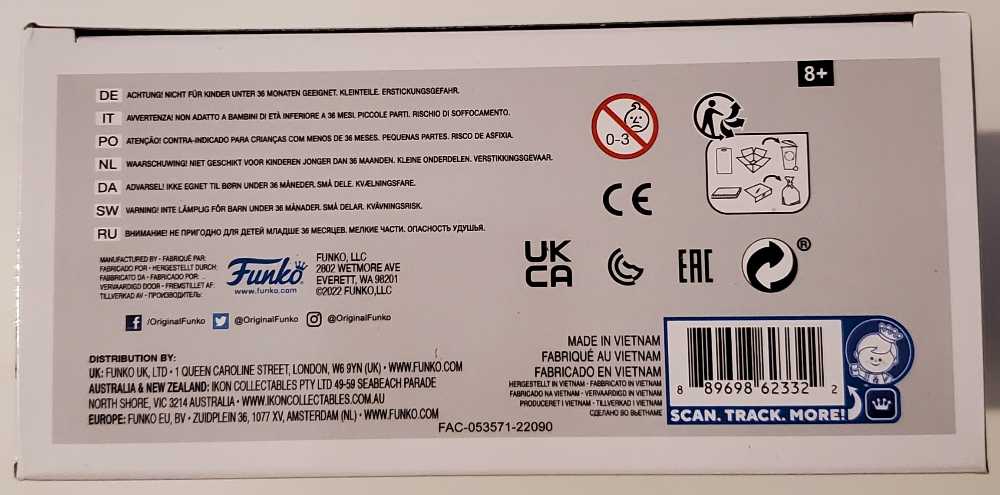 8+
DE ACHTUNG! NICHT FÜR KINDER UNTER 36 MONATEN GEEIGNET. KLEINTEILE. ERSTICKUNGSGEFAHR.
IT AVVERTENZA! NON ADATTO A BAMBINI DI ETÀ INFERIORE A 36 MESI. PICCOLE PARTI. RISCHIO DI SOFFOCAMENTO.
PO ATENÇÃO! CONTRA-INDICADO PARA CRIANÇAS COM MENOS DE 36 MESES. PEQUENAS PARTES. RISCO DE ASFIXIA.
NL WAARSCHUWING! NIET GESCHIKT VOOR KINDEREN JONGER DAN 36 MAANDEN. KLEINE ONDERDELEN. VERSTIKKINGSGEVAAR.
DA ADVARSEL! IKKE EGNET TIL BØRN UNDER 36 MÅNEDER. SMÅ DELE. KVÆLNINGSFARE.
SW VARNING! INTE LÄMPLIG FÖR BARN UNDER 36 MÅNADER. SMÅ DELAR. KVÄVNINGSRISK.
RU ВНИМАНИЕ! НЕ ПРИГОДНО ДЛЯ ДЕТЕЙ МЛАДШЕ 36 МЕСЯЦЕВ. МЕЛКИЕ ЧАСТИ. ОПАСНОСТЬ УДУШЬЯ.
0-3
CE
UK
CA
EAC
®
MANUFACTURED BY • FABRIQUÉ PAR:
FABRICADO POR • HERGESTELLT DURCH:
FABBRICATO DA • FABRICADO POR:
VERVAARDIGD DOOR • FREMSTILLET AF:
TILLVERKAD AV • ПРОИЗВОДИТЕЛЬ:
Funko
www.funko.com
FUNKO, LLC
2802 WETMORE AVE
EVERETT, WA 98201
©2022 FUNKO,LLC
/OriginalFunko @OriginalFunko @OriginalFunko
DISTRIBUTION BY:
UK: FUNKO UK, LTD • 1 QUEEN CAROLINE STREET, LONDON, W6 9YN (UK) • WWW.FUNKO.COM
AUSTRALIA & NEW ZEALAND: IKON COLLECTABLES PTY LTD 49-59 SEABEACH PARADE
NORTH SHORE, VIC 3214 AUSTRALIA • WWW.IKONCOLLECTABLES.COM.AU
EUROPE: FUNKO EU, BV • ZUIDPLEIN 36, 1077 XV, AMSTERDAM (NL) • WWW.FUNKO.COM
FAC-053571-22090
MADE IN VIETNAM
FABRIQUÉ AU VIETNAM
FABRICADO EN VIETNAM
HERGESTELLT IN VIETNAM • FABBRICATO IN VIETNAM
FABRICADO NA VIETNAM • VERVAARDIGD IN VIETNAM
PRODUCERET I VIETNAM • TILLVERKAD I VIETNAM
СДЕЛАНО ВО ВЬЕТНАМЕ
8 89698 62332 2
SCAN. TRACK. MORE!